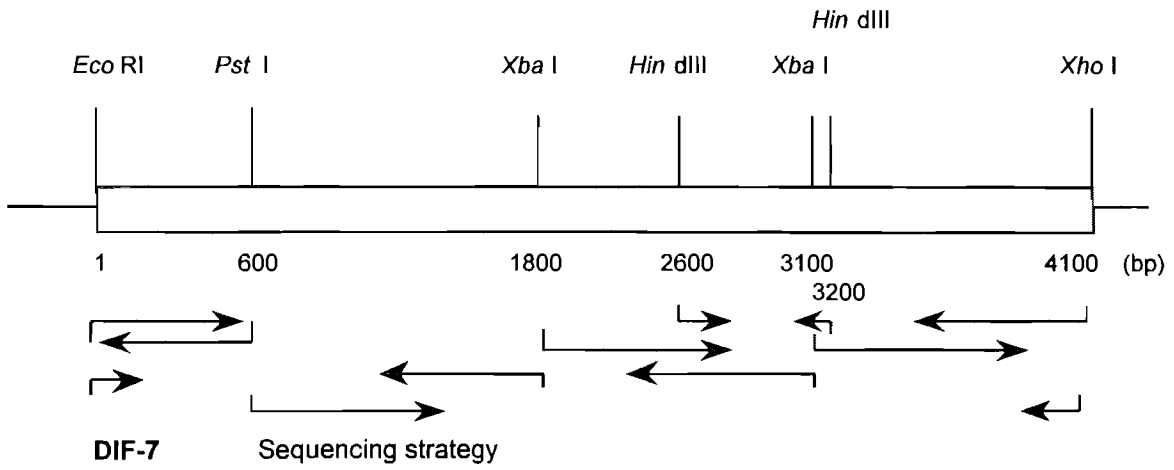 Hin dIII
Eco RI Pst I Xba I Hin dIII Xba I Xho I
1 600 1800 2600 3100 4100 (bp)
3200
DIF-7 Sequencing strategy